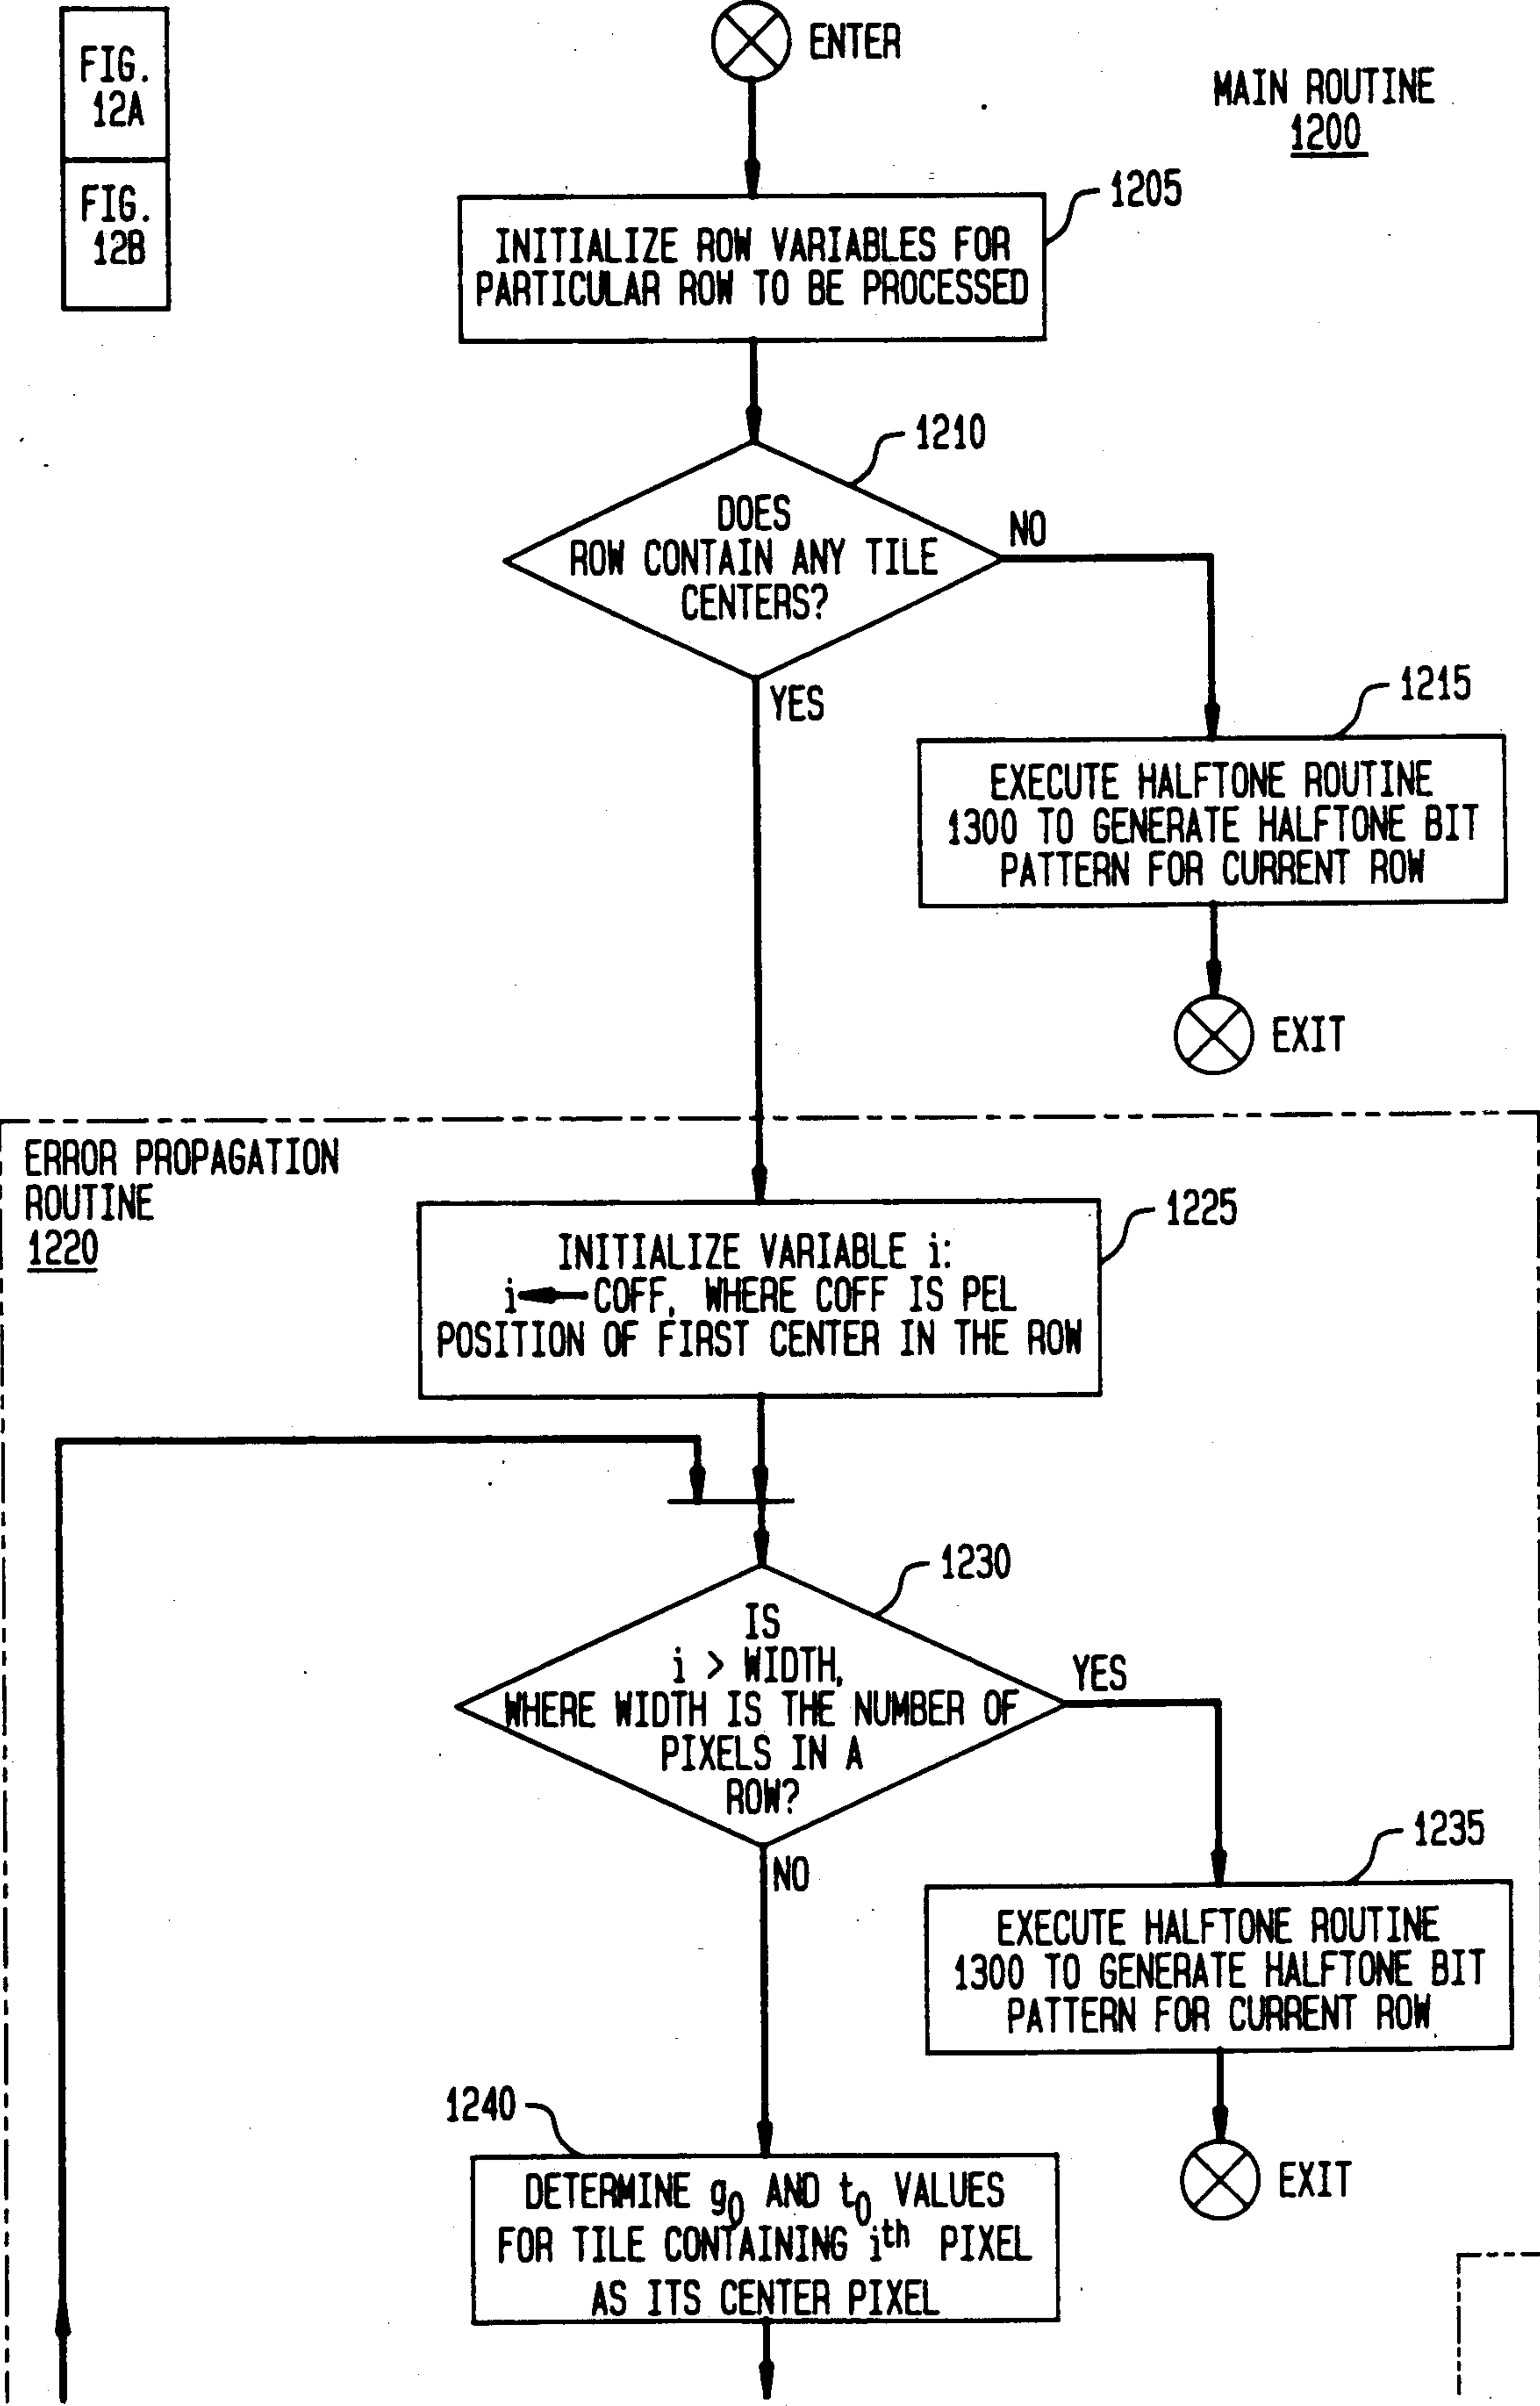 FIG.
12A
FIG.
12B
ENTER
MAIN ROUTINE
1200
1205
INITIALIZE ROW VARIABLES FOR
PARTICULAR ROW TO BE PROCESSED
1210
DOES
ROW CONTAIN ANY TILE
CENTERS?
NO
YES
1215
EXECUTE HALFTONE ROUTINE
1300 TO GENERATE HALFTONE BIT
PATTERN FOR CURRENT ROW
EXIT
ERROR PROPAGATION
ROUTINE
1220
1225
INITIALIZE VARIABLE i:
i←COFF, WHERE COFF IS PEL
POSITION OF FIRST CENTER IN THE ROW
1230
IS
i > WIDTH,
WHERE WIDTH IS THE NUMBER OF
PIXELS IN A
ROW?
YES
NO
1235
EXECUTE HALFTONE ROUTINE
1300 TO GENERATE HALFTONE BIT
PATTERN FOR CURRENT ROW
EXIT
1240
DETERMINE g₀ AND t₀ VALUES
FOR TILE CONTAINING iᵗʰ PIXEL
AS ITS CENTER PIXEL